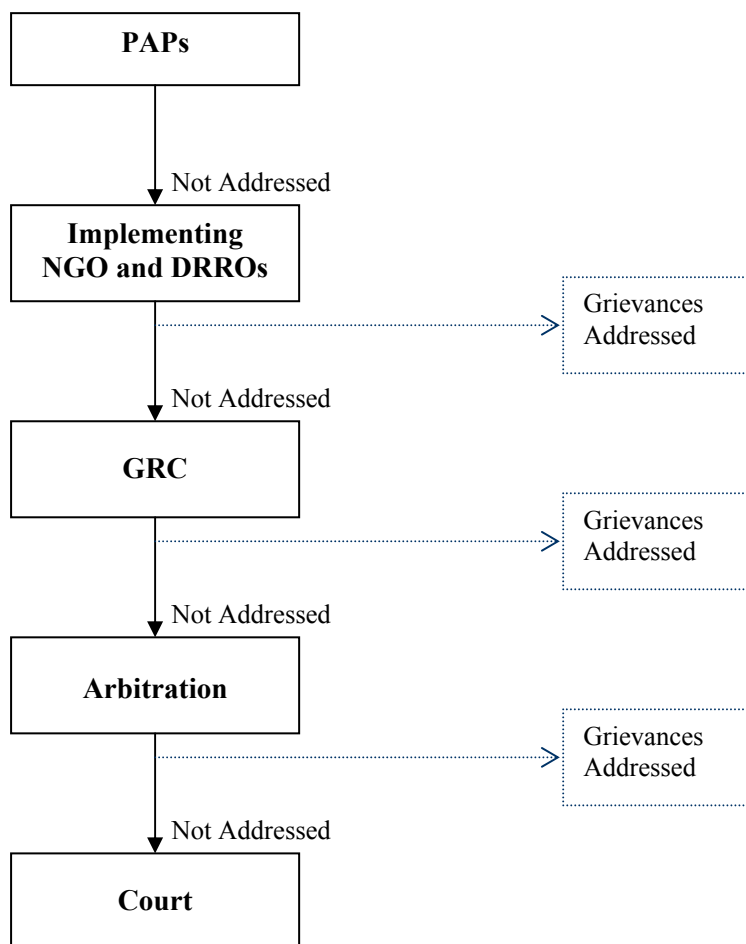 PAPs
Not Addressed
Implementing
NGO and DRROs
Grievances
Addressed
Not Addressed
GRC
Grievances
Addressed
Not Addressed
Arbitration
Grievances
Addressed
Not Addressed
Court